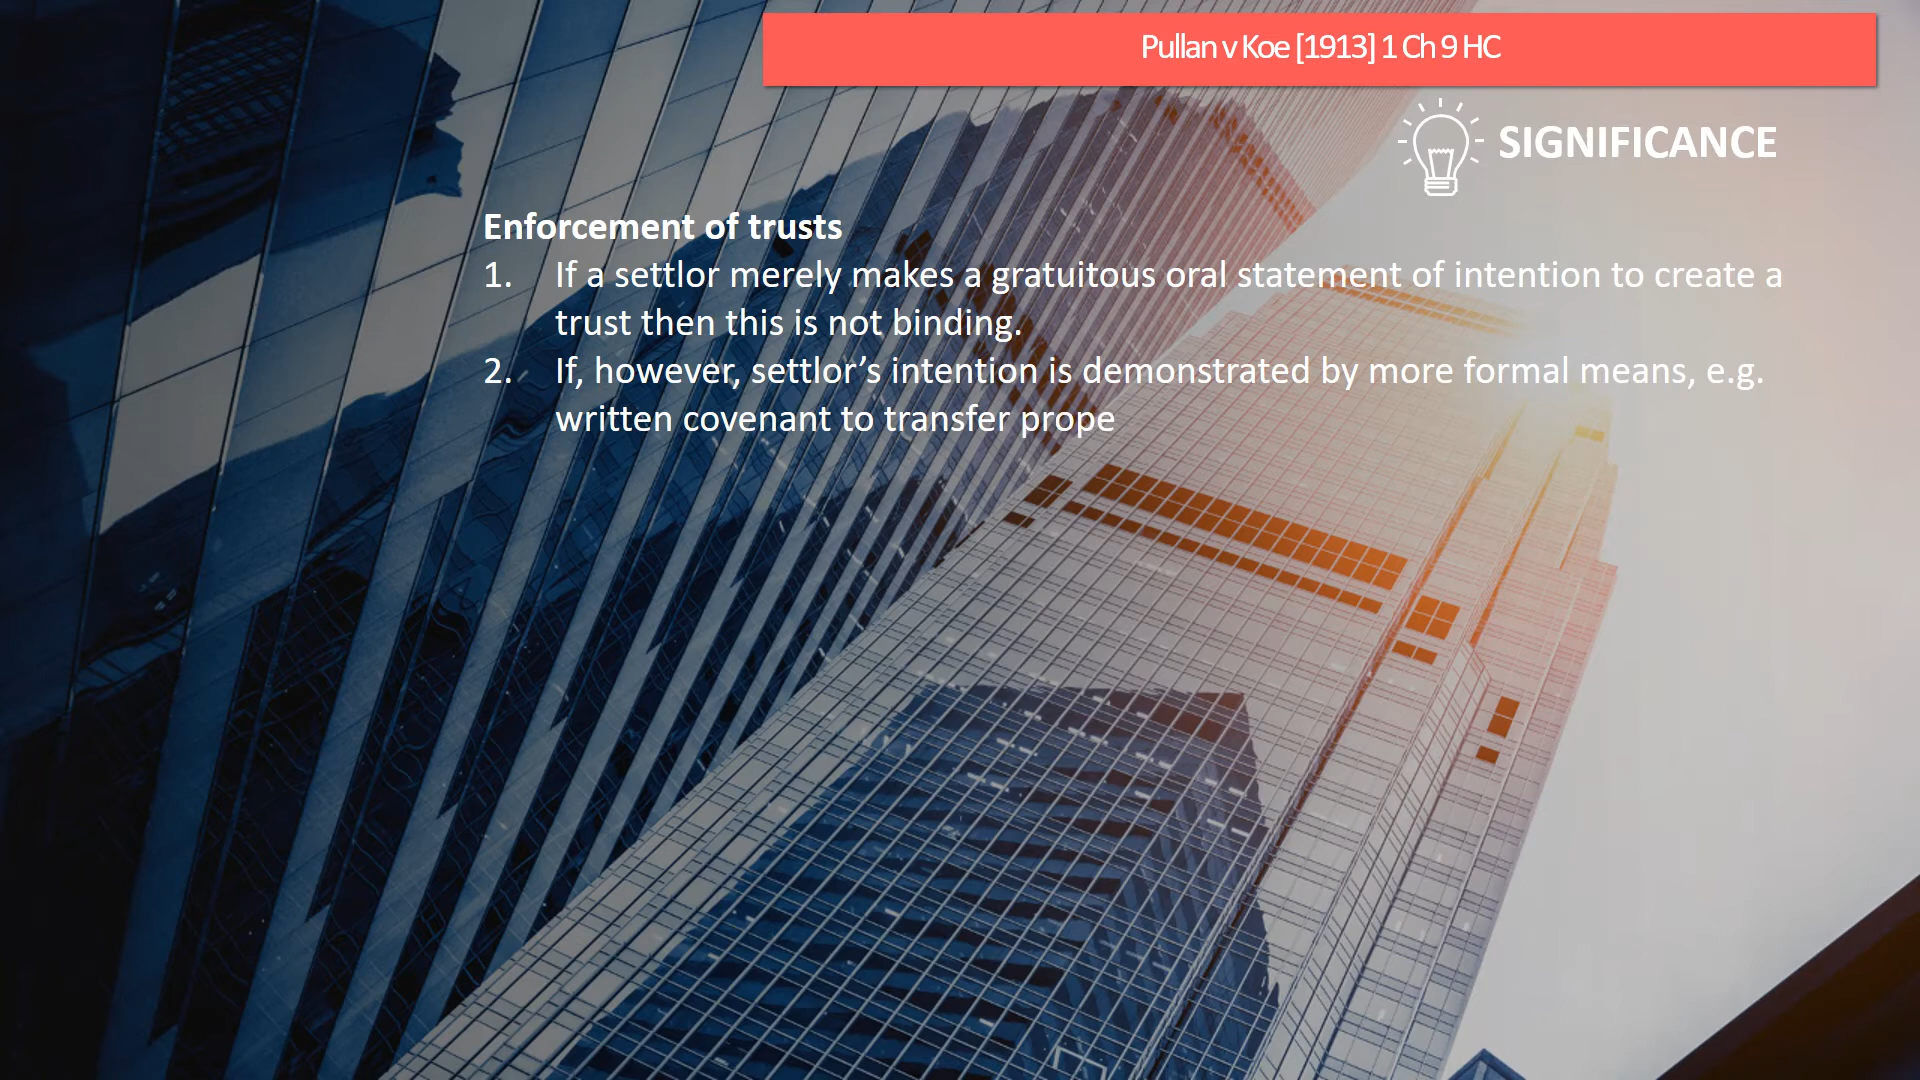 Pullan v Koe [1913] 1 Ch 9 HC
SIGNIFICANCE
Enforcement of trusts
1. If a settlor merely makes a gratuitous oral statement of intention to create a
trust then this is not binding.
2. If, however, settlor’s intention is demonstrated by more formal means, e.g.
written covenant to transfer prope